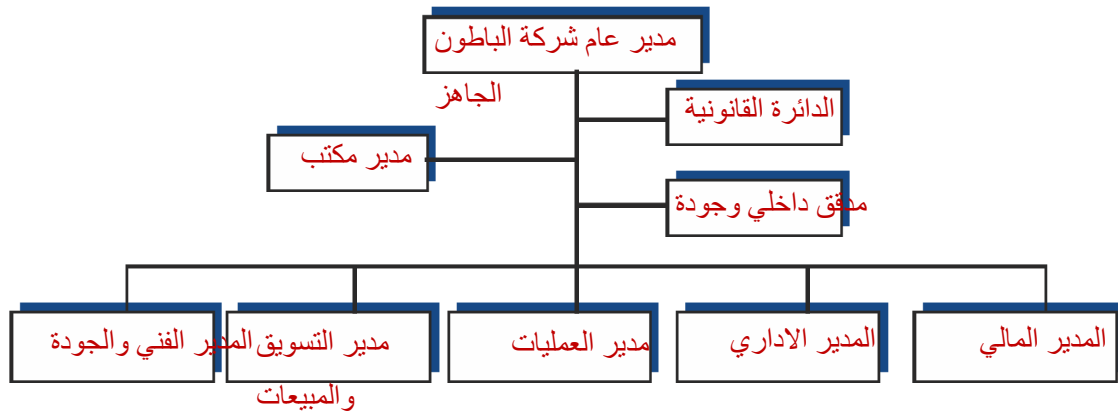 مدير عام شركة الباطون
الجاهز
الدائرة القانونية
مدير مكتب
مدقق داخلي وجودة
المدير المالي
المدير الاداري
مدير العمليات
مدير التسويق
والمبيعات
المدير الفني والجودة